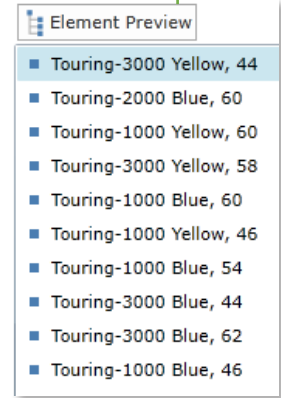 Element Preview
Touring-3000 Yellow, 44
Touring-2000 Blue, 60
Touring-1000 Yellow, 60
Touring-3000 Yellow, 58
Touring-1000 Blue, 60
Touring-1000 Yellow, 46
Touring-1000 Blue, 54
Touring-3000 Blue, 44
Touring-3000 Blue, 62
Touring-1000 Blue, 46